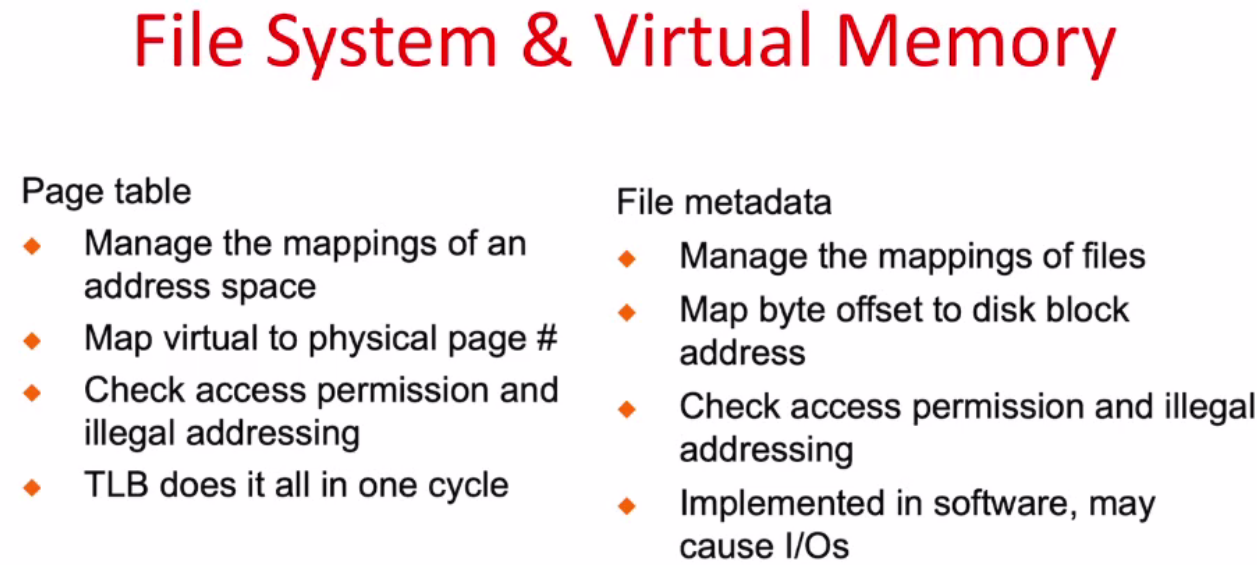 File System & Virtual Memory
Page table
Manage the mappings of an
address space
Map virtual to physical page #
Check access permission and
illegal addressing
TLB does it all in one cycle
File metadata
Manage the mappings of files
Map byte offset to disk block
address
Check access permission and illegal
addressing
Implemented in software, may
cause I/Os